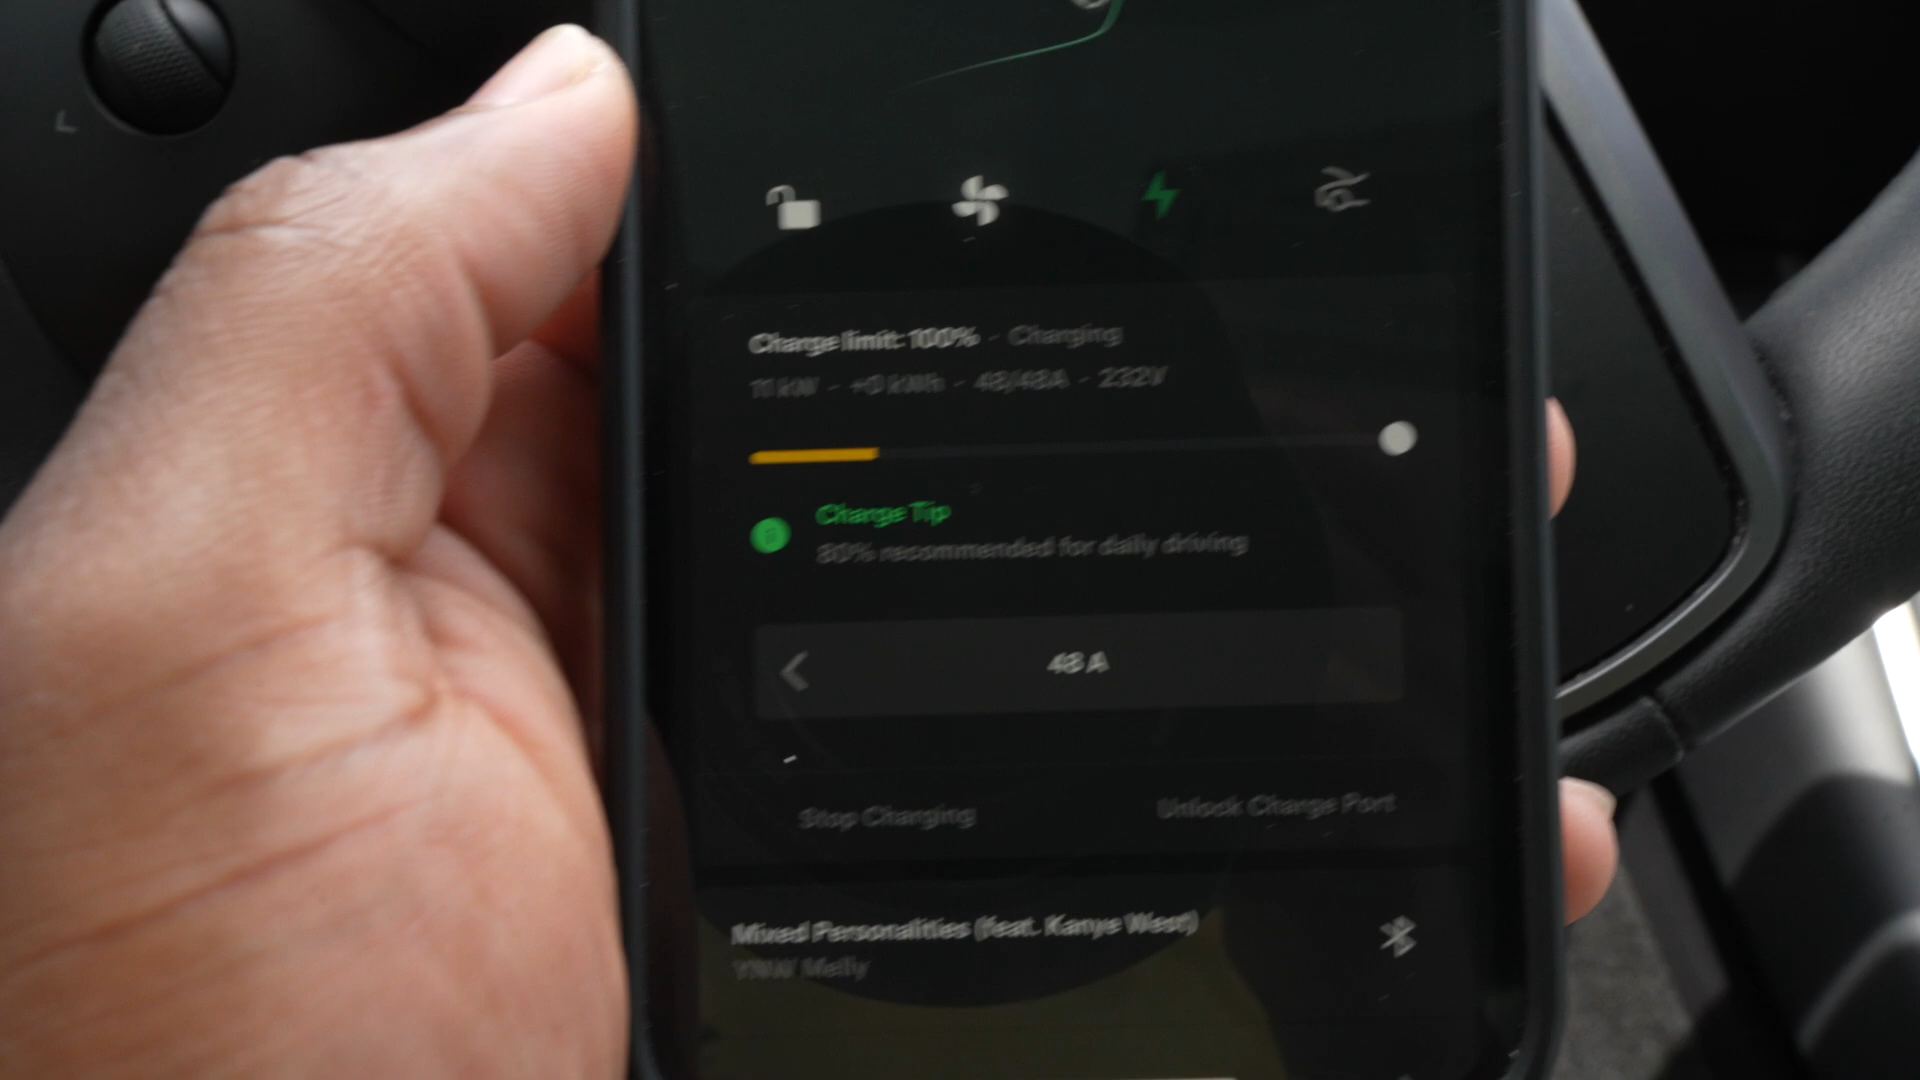 Charge limit: 100% - Charging
11 kW - +0 kWh - 48/48A - 232V
Charge Tip
80% recommended for daily driving
48 A
Stop Charging
Unlock Charge Port
Mixed Personalities (feat. Kanye West)
YNW Melly